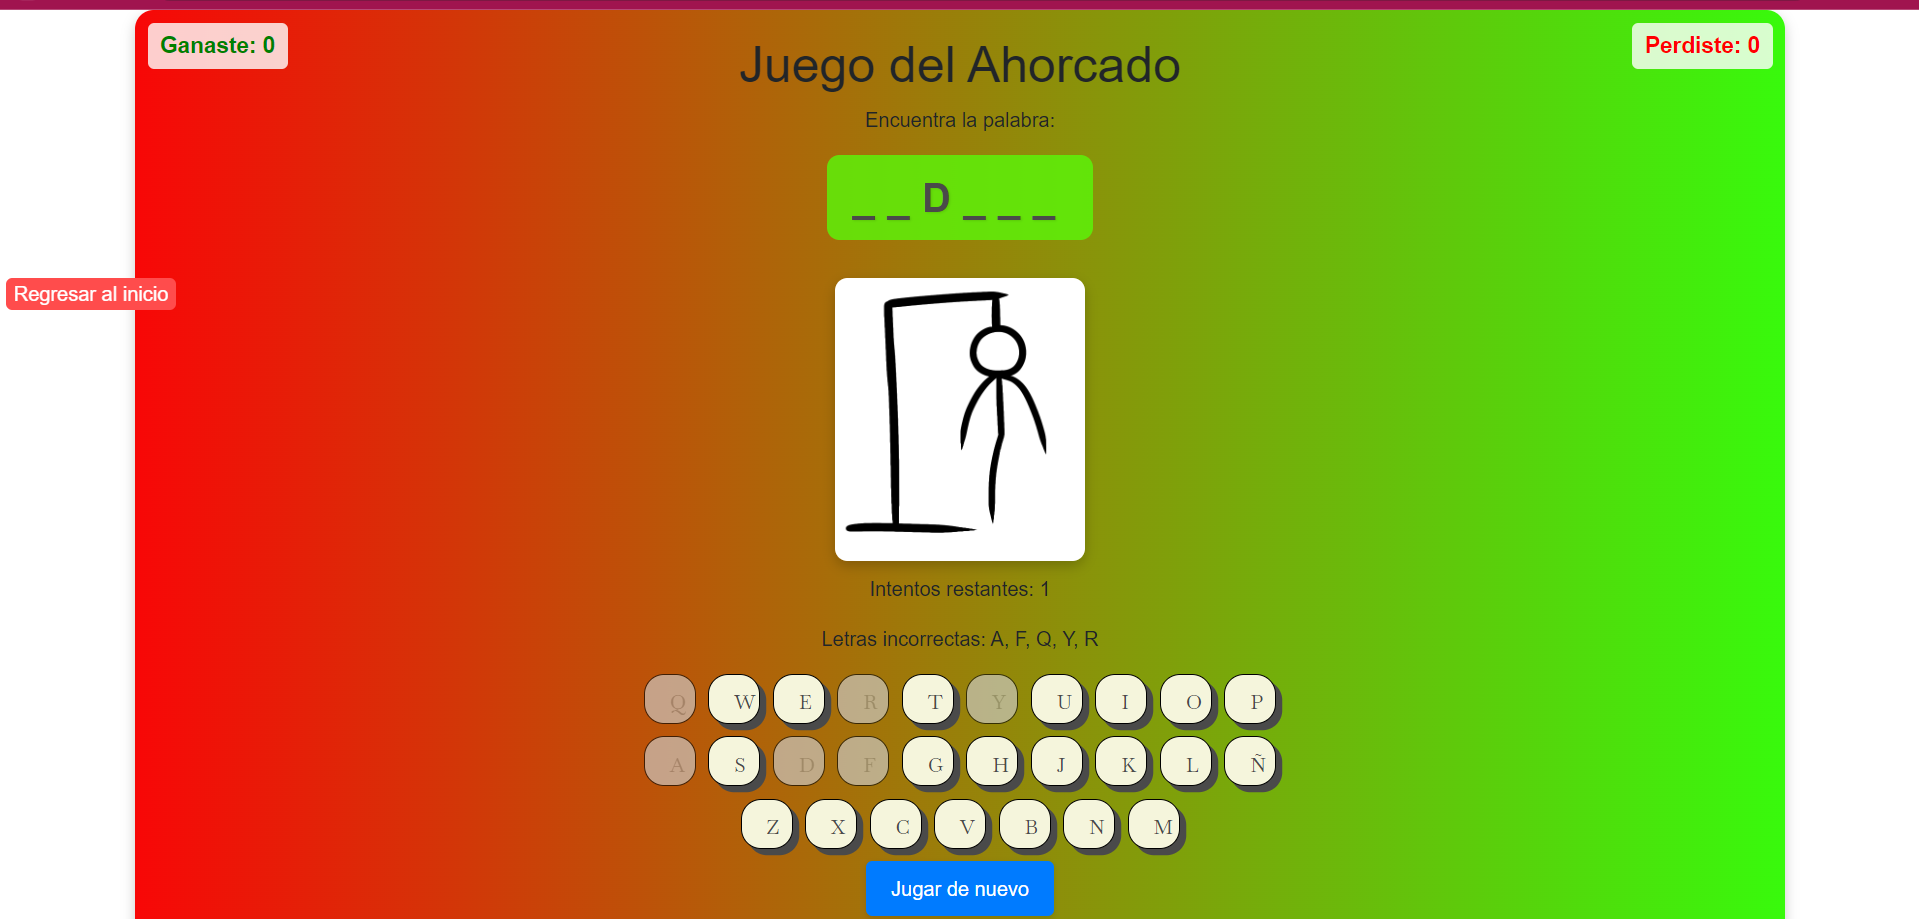 Ganaste: 0
Perdiste: 0
Juego del Ahorcado
Encuentra la palabra:
_ _ D _ _ _
Regresar al inicio
Intentos restantes: 1
Letras incorrectas: A, F, Q, Y, R
Q W E R T Y U I O P
A S D F G H J K L Ñ
Z X C V B N M
Jugar de nuevo